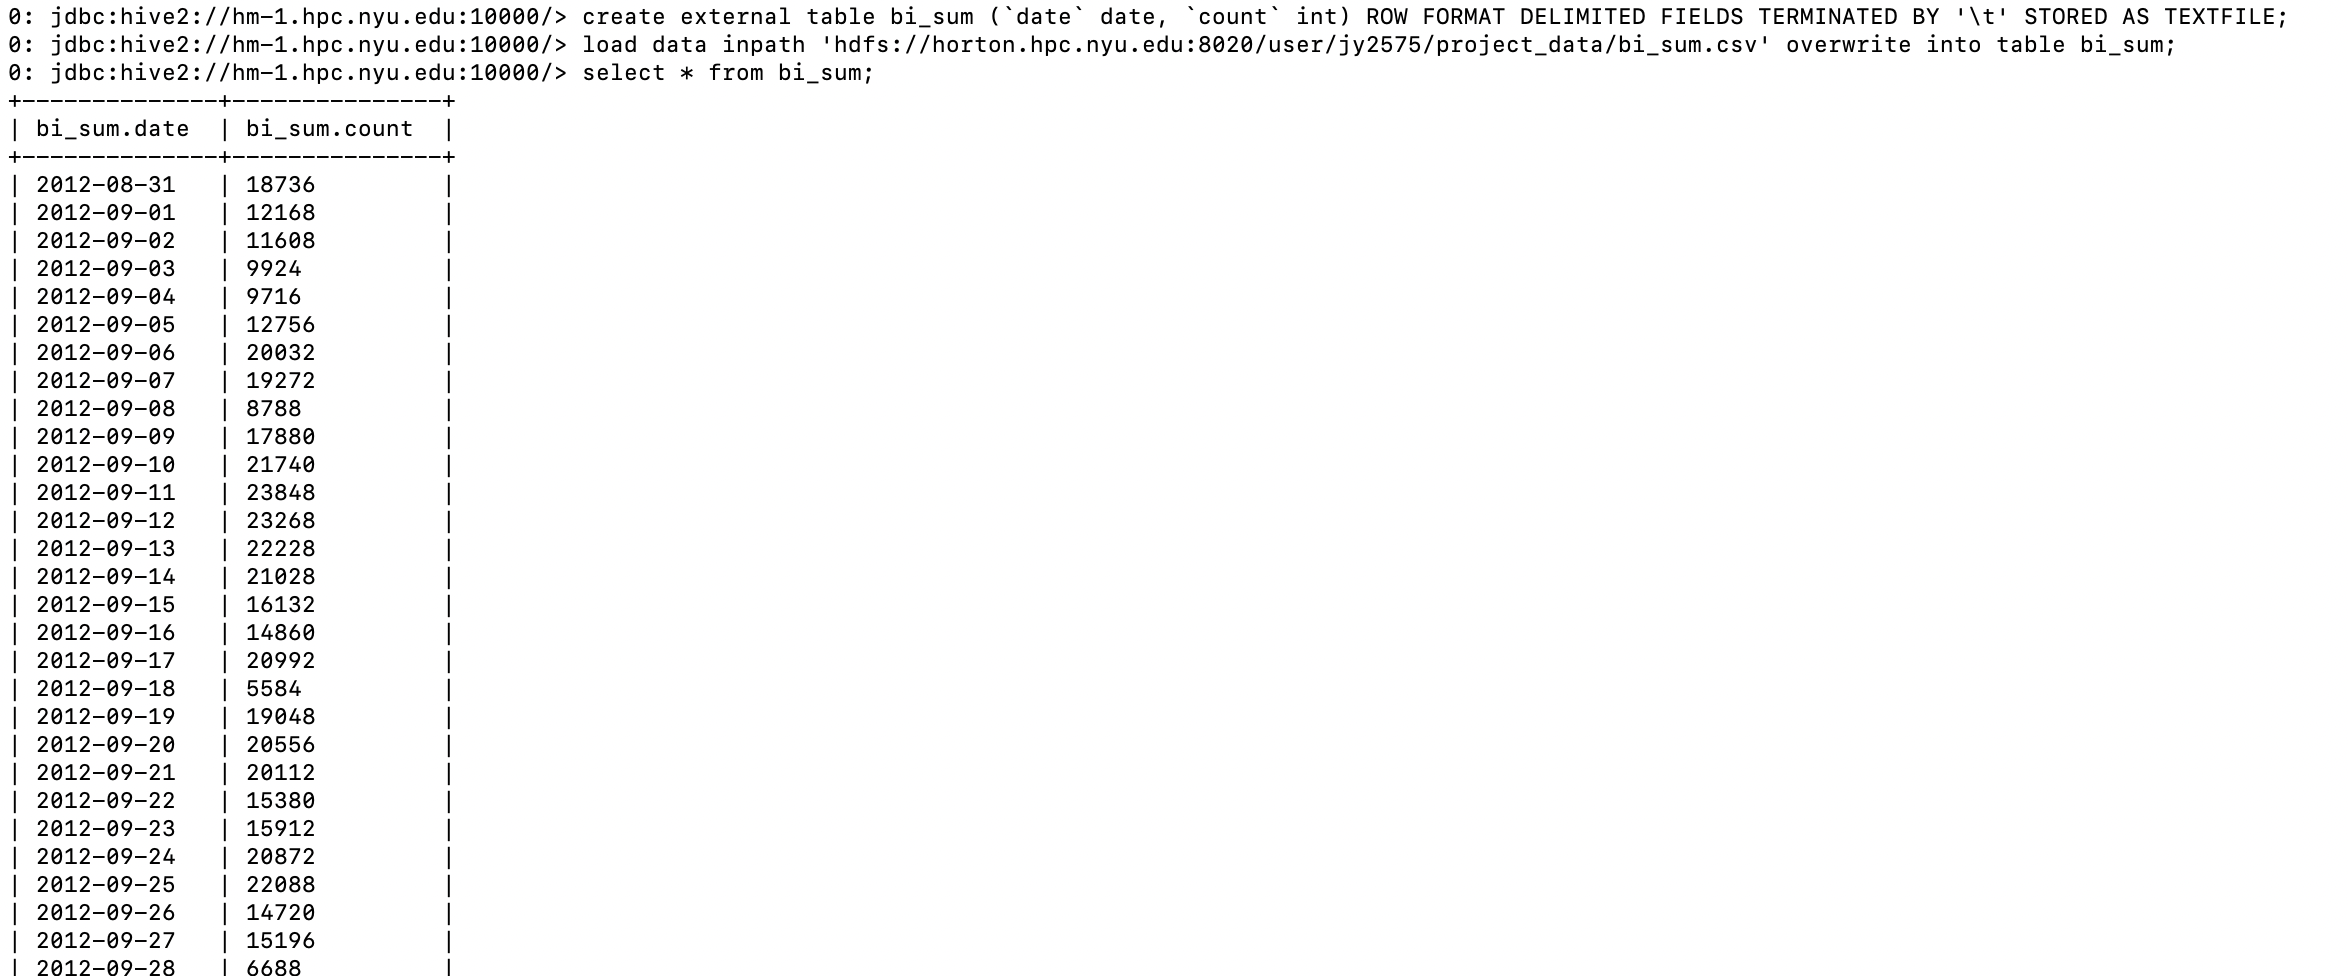 0: jdbc:hive2://hm-1.hpc.nyu.edu:10000/> create external table bi_sum (`date` date, `count` int) ROW FORMAT DELIMITED FIELDS TERMINATED BY '\t' STORED AS TEXTFILE;
0: jdbc:hive2://hm-1.hpc.nyu.edu:10000/> load data inpath 'hdfs://horton.hpc.nyu.edu:8020/user/jy2575/project_data/bi_sum.csv' overwrite into table bi_sum;
0: jdbc:hive2://hm-1.hpc.nyu.edu:10000/> select * from bi_sum;
+--------------+---------------+
| bi_sum.date  | bi_sum.count  |
+--------------+---------------+
| 2012-08-31   | 18736         |
| 2012-09-01   | 12168         |
| 2012-09-02   | 11608         |
| 2012-09-03   | 9924          |
| 2012-09-04   | 9716          |
| 2012-09-05   | 12756         |
| 2012-09-06   | 20032         |
| 2012-09-07   | 19272         |
| 2012-09-08   | 8788          |
| 2012-09-09   | 17880         |
| 2012-09-10   | 21740         |
| 2012-09-11   | 23848         |
| 2012-09-12   | 23268         |
| 2012-09-13   | 22228         |
| 2012-09-14   | 21028         |
| 2012-09-15   | 16132         |
| 2012-09-16   | 14860         |
| 2012-09-17   | 20992         |
| 2012-09-18   | 5584          |
| 2012-09-19   | 19048         |
| 2012-09-20   | 20556         |
| 2012-09-21   | 20112         |
| 2012-09-22   | 15380         |
| 2012-09-23   | 15912         |
| 2012-09-24   | 20872         |
| 2012-09-25   | 22088         |
| 2012-09-26   | 14720         |
| 2012-09-27   | 15196         |
| 2012-09-28   | 6688          |